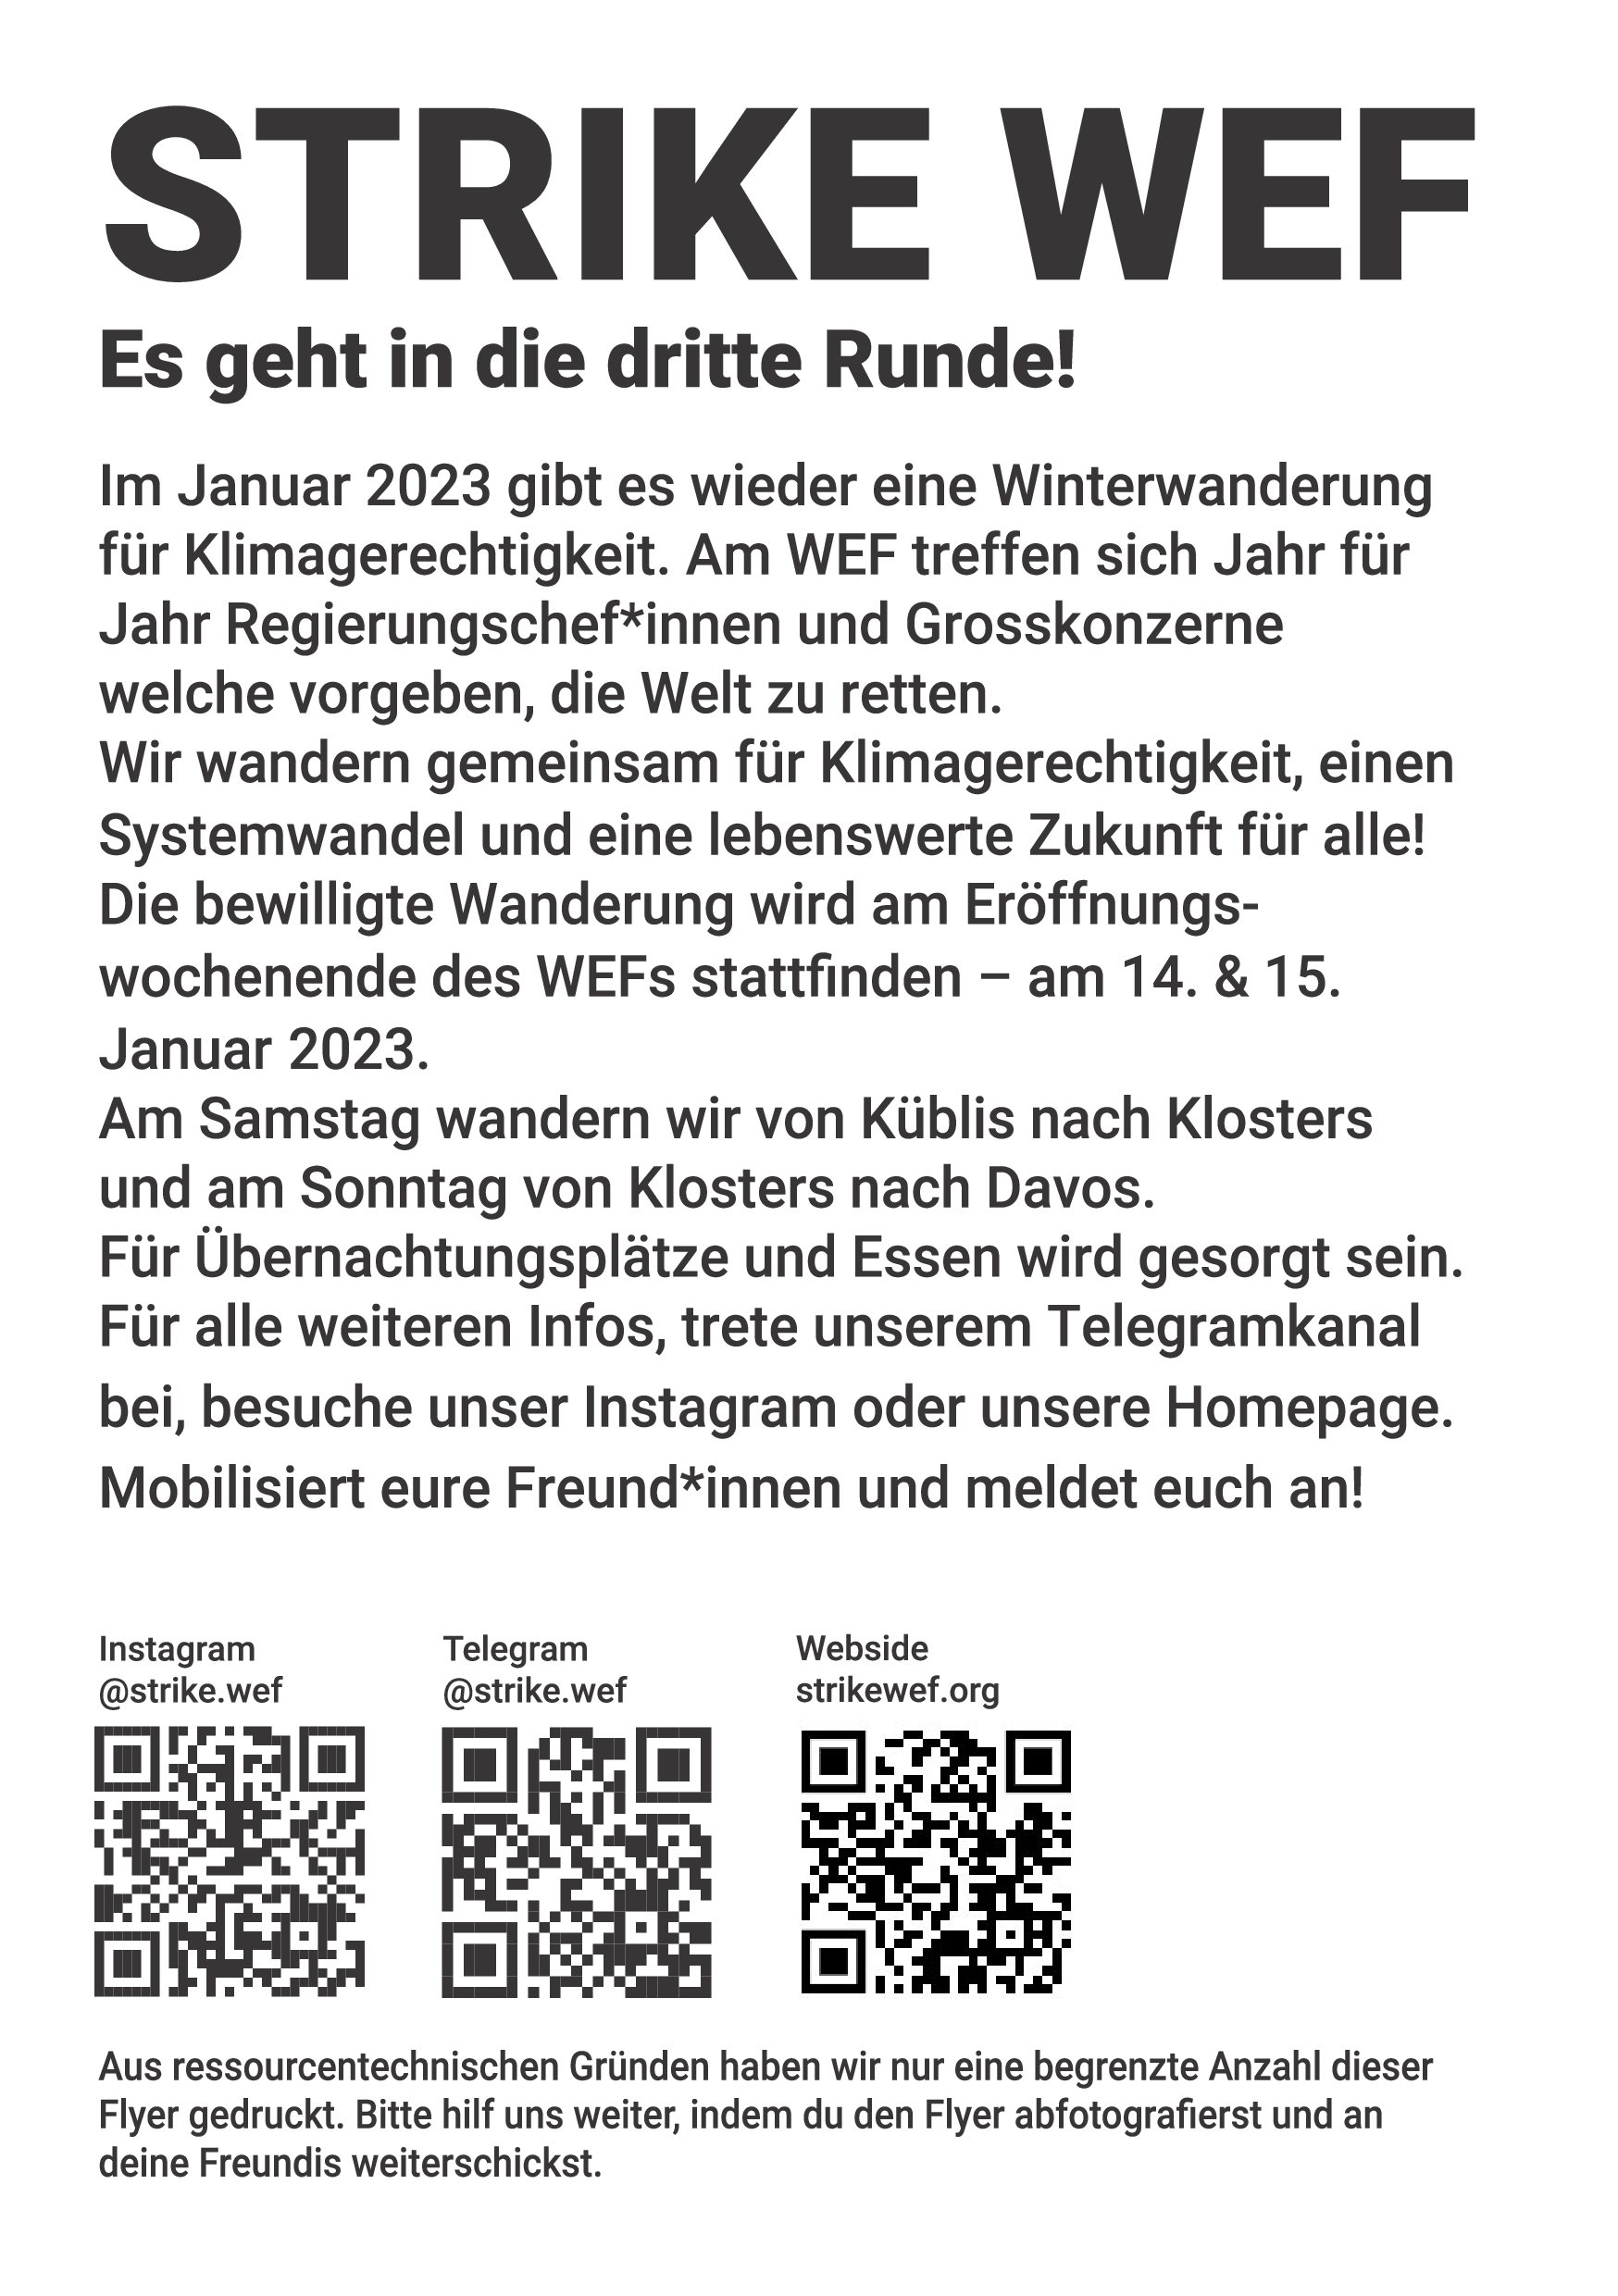 STRIKE WEF
Es geht in die dritte Runde!
Im Januar 2023 gibt es wieder eine Winterwanderung
für Klimagerechtigkeit. Am WEF treffen sich Jahr für
Jahr Regierungschef*innen und Grosskonzerne
welche vorgeben, die Welt zu retten.
Wir wandern gemeinsam für Klimagerechtigkeit, einen
Systemwandel und eine lebenswerte Zukunft für alle!
Die bewilligte Wanderung wird am Eröffnungs-
wochenende des WEFs stattfinden – am 14. & 15.
Januar 2023.
Am Samstag wandern wir von Küblis nach Klosters
und am Sonntag von Klosters nach Davos.
Für Übernachtungsplätze und Essen wird gesorgt sein.
Für alle weiteren Infos, trete unserem Telegramkanal
bei, besuche unser Instagram oder unsere Homepage.
Mobilisiert eure Freund*innen und meldet euch an!
Instagram
@strike.wef
Telegram
@strike.wef
Webside
strikewef.org
Aus ressourcentechnischen Gründen haben wir nur eine begrenzte Anzahl dieser
Flyer gedruckt. Bitte hilf uns weiter, indem du den Flyer abfotografierst und an
deine Freundis weiterschickst.